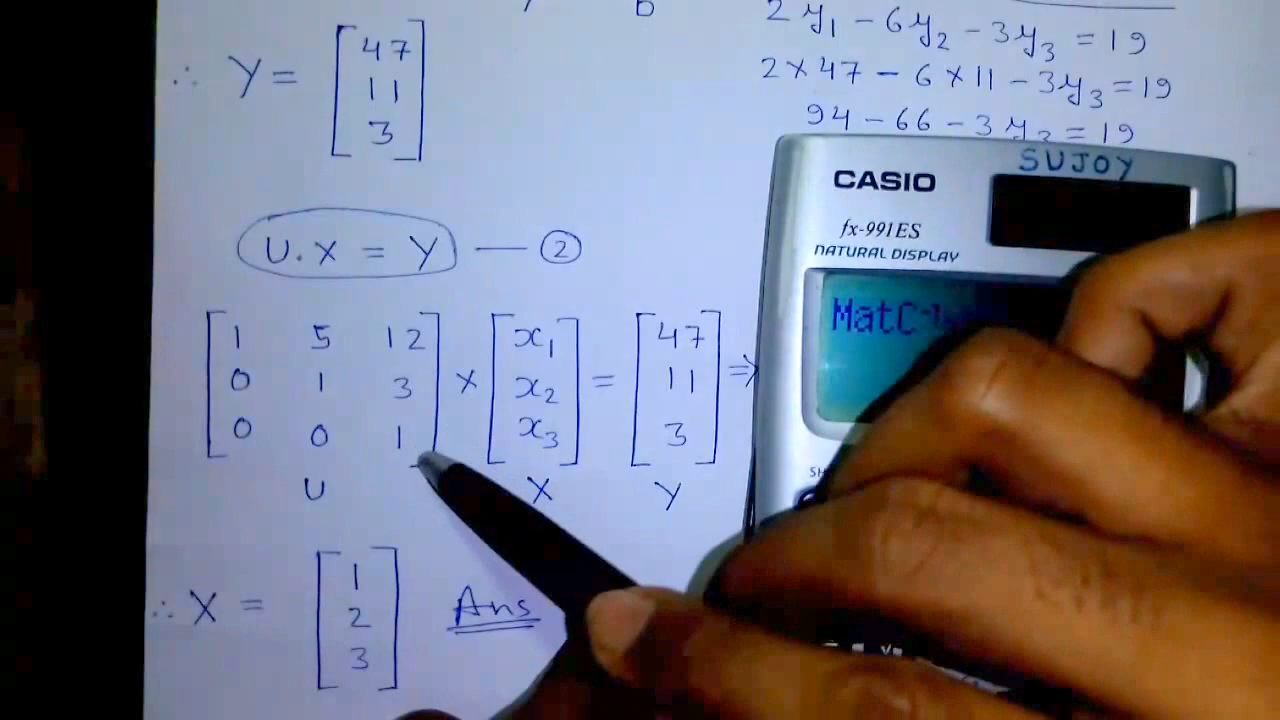 2y₁ − 6y₂ − 3y₃ = 19
2×47 − 6×11 − 3y₃ = 19
94 − 66 − 3y₃ = 19
∴ Y = [47
11
3]
U.X = Y — ②
[1 5 12
0 1 3
0 0 1] × [x₁
x₂
x₃] = [47
11
3] ⇒
U X Y
∴ X = [1
2
3] Ans
SUJOY
CASIO
fx-991ES
NATURAL DISPLAY
MatC⁻¹